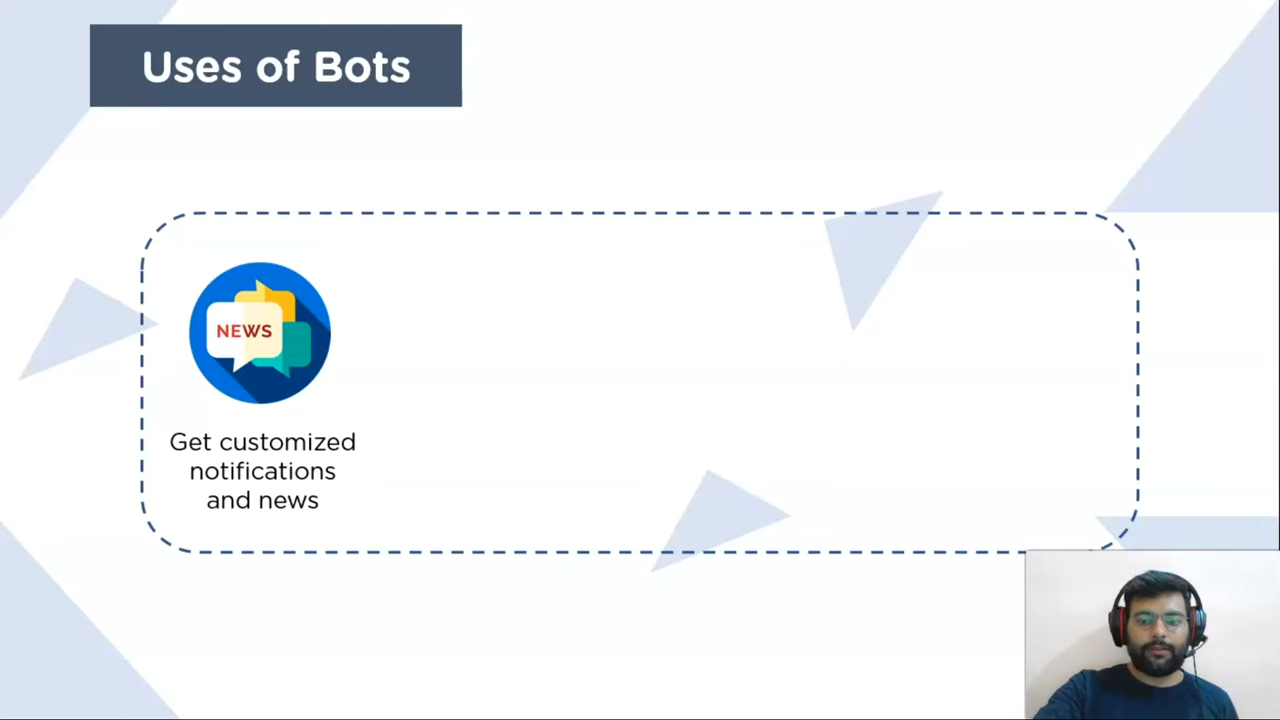 Uses of Bots
NEWS
Get customized
notifications
and news